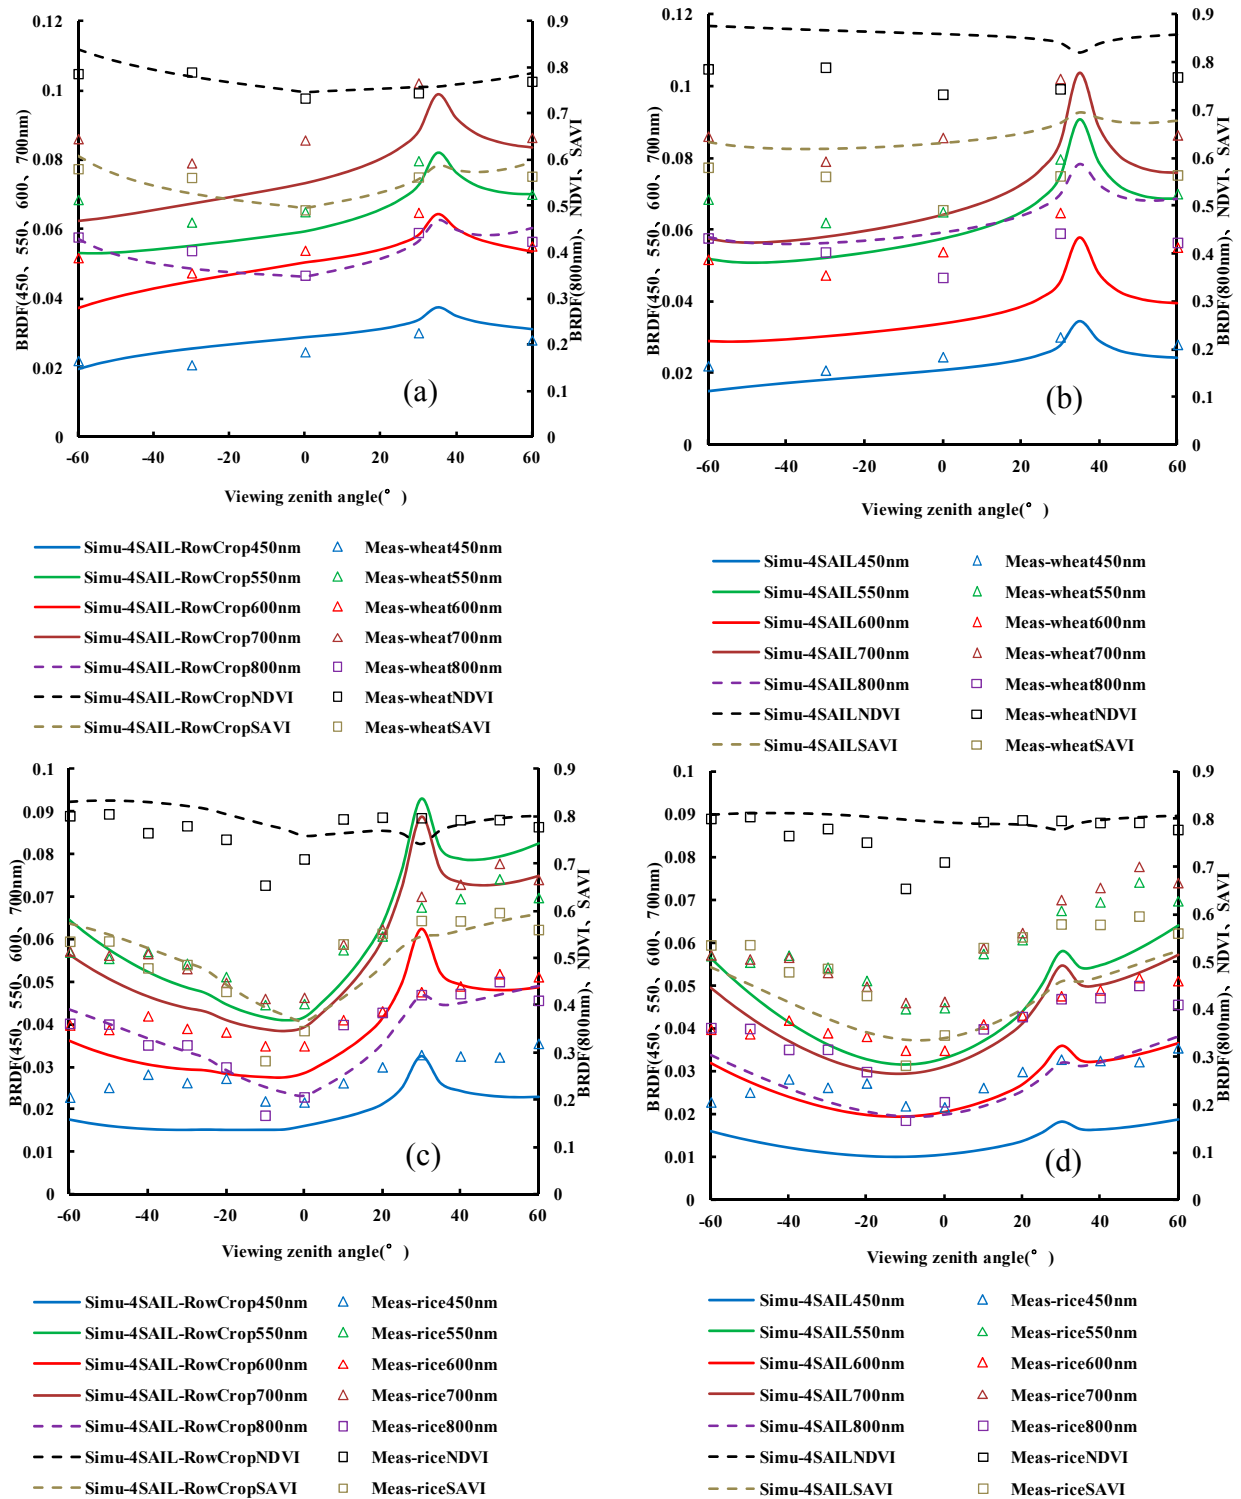 0.12
0.1
0.08
0.06
0.04
0.02
0
BRDF(450、550、600、700nm)
0.9
0.8
0.7
0.6
0.5
0.4
0.3
0.2
0.1
0
BRDF(800nm)、NDVI、SAVI
(a)
-60 -40 -20 0 20 40 60
Viewing zenith angle(° )
Simu-4SAIL-RowCrop450nm Meas-wheat450nm
Simu-4SAIL-RowCrop550nm Meas-wheat550nm
Simu-4SAIL-RowCrop600nm Meas-wheat600nm
Simu-4SAIL-RowCrop700nm Meas-wheat700nm
Simu-4SAIL-RowCrop800nm Meas-wheat800nm
Simu-4SAIL-RowCropNDVI Meas-wheatNDVI
Simu-4SAIL-RowCropSAVI Meas-wheatSAVI
0.12
0.1
0.08
0.06
0.04
0.02
0
BRDF(450、550、600、700nm)
0.9
0.8
0.7
0.6
0.5
0.4
0.3
0.2
0.1
0
BRDF(800nm)、NDVI、SAVI
(b)
-60 -40 -20 0 20 40 60
Viewing zenith angle(° )
Simu-4SAIL450nm Meas-wheat450nm
Simu-4SAIL550nm Meas-wheat550nm
Simu-4SAIL600nm Meas-wheat600nm
Simu-4SAIL700nm Meas-wheat700nm
Simu-4SAIL800nm Meas-wheat800nm
Simu-4SAILNDVI Meas-wheatNDVI
Simu-4SAILSAVI Meas-wheatSAVI
0.1
0.09
0.08
0.07
0.06
0.05
0.04
0.03
0.02
0.01
0
BRDF(450、550、600、700nm)
0.9
0.8
0.7
0.6
0.5
0.4
0.3
0.2
0.1
0
BRDF(800nm)、NDVI、SAVI
(c)
-60 -40 -20 0 20 40 60
Viewing zenith angle(° )
Simu-4SAIL-RowCrop450nm Meas-rice450nm
Simu-4SAIL-RowCrop550nm Meas-rice550nm
Simu-4SAIL-RowCrop600nm Meas-rice600nm
Simu-4SAIL-RowCrop700nm Meas-rice700nm
Simu-4SAIL-RowCrop800nm Meas-rice800nm
Simu-4SAIL-RowCropNDVI Meas-riceNDVI
Simu-4SAIL-RowCropSAVI Meas-riceSAVI
0.1
0.09
0.08
0.07
0.06
0.05
0.04
0.03
0.02
0.01
0
BRDF(450、550、600、700nm)
0.9
0.8
0.7
0.6
0.5
0.4
0.3
0.2
0.1
0
BRDF(800nm)、NDVI、SAVI
(d)
-60 -40 -20 0 20 40 60
Viewing zenith angle(° )
Simu-4SAIL450nm Meas-rice450nm
Simu-4SAIL550nm Meas-rice550nm
Simu-4SAIL600nm Meas-rice600nm
Simu-4SAIL700nm Meas-rice700nm
Simu-4SAIL800nm Meas-rice800nm
Simu-4SAILNDVI Meas-riceNDVI
Simu-4SAILSAVI Meas-riceSAVI